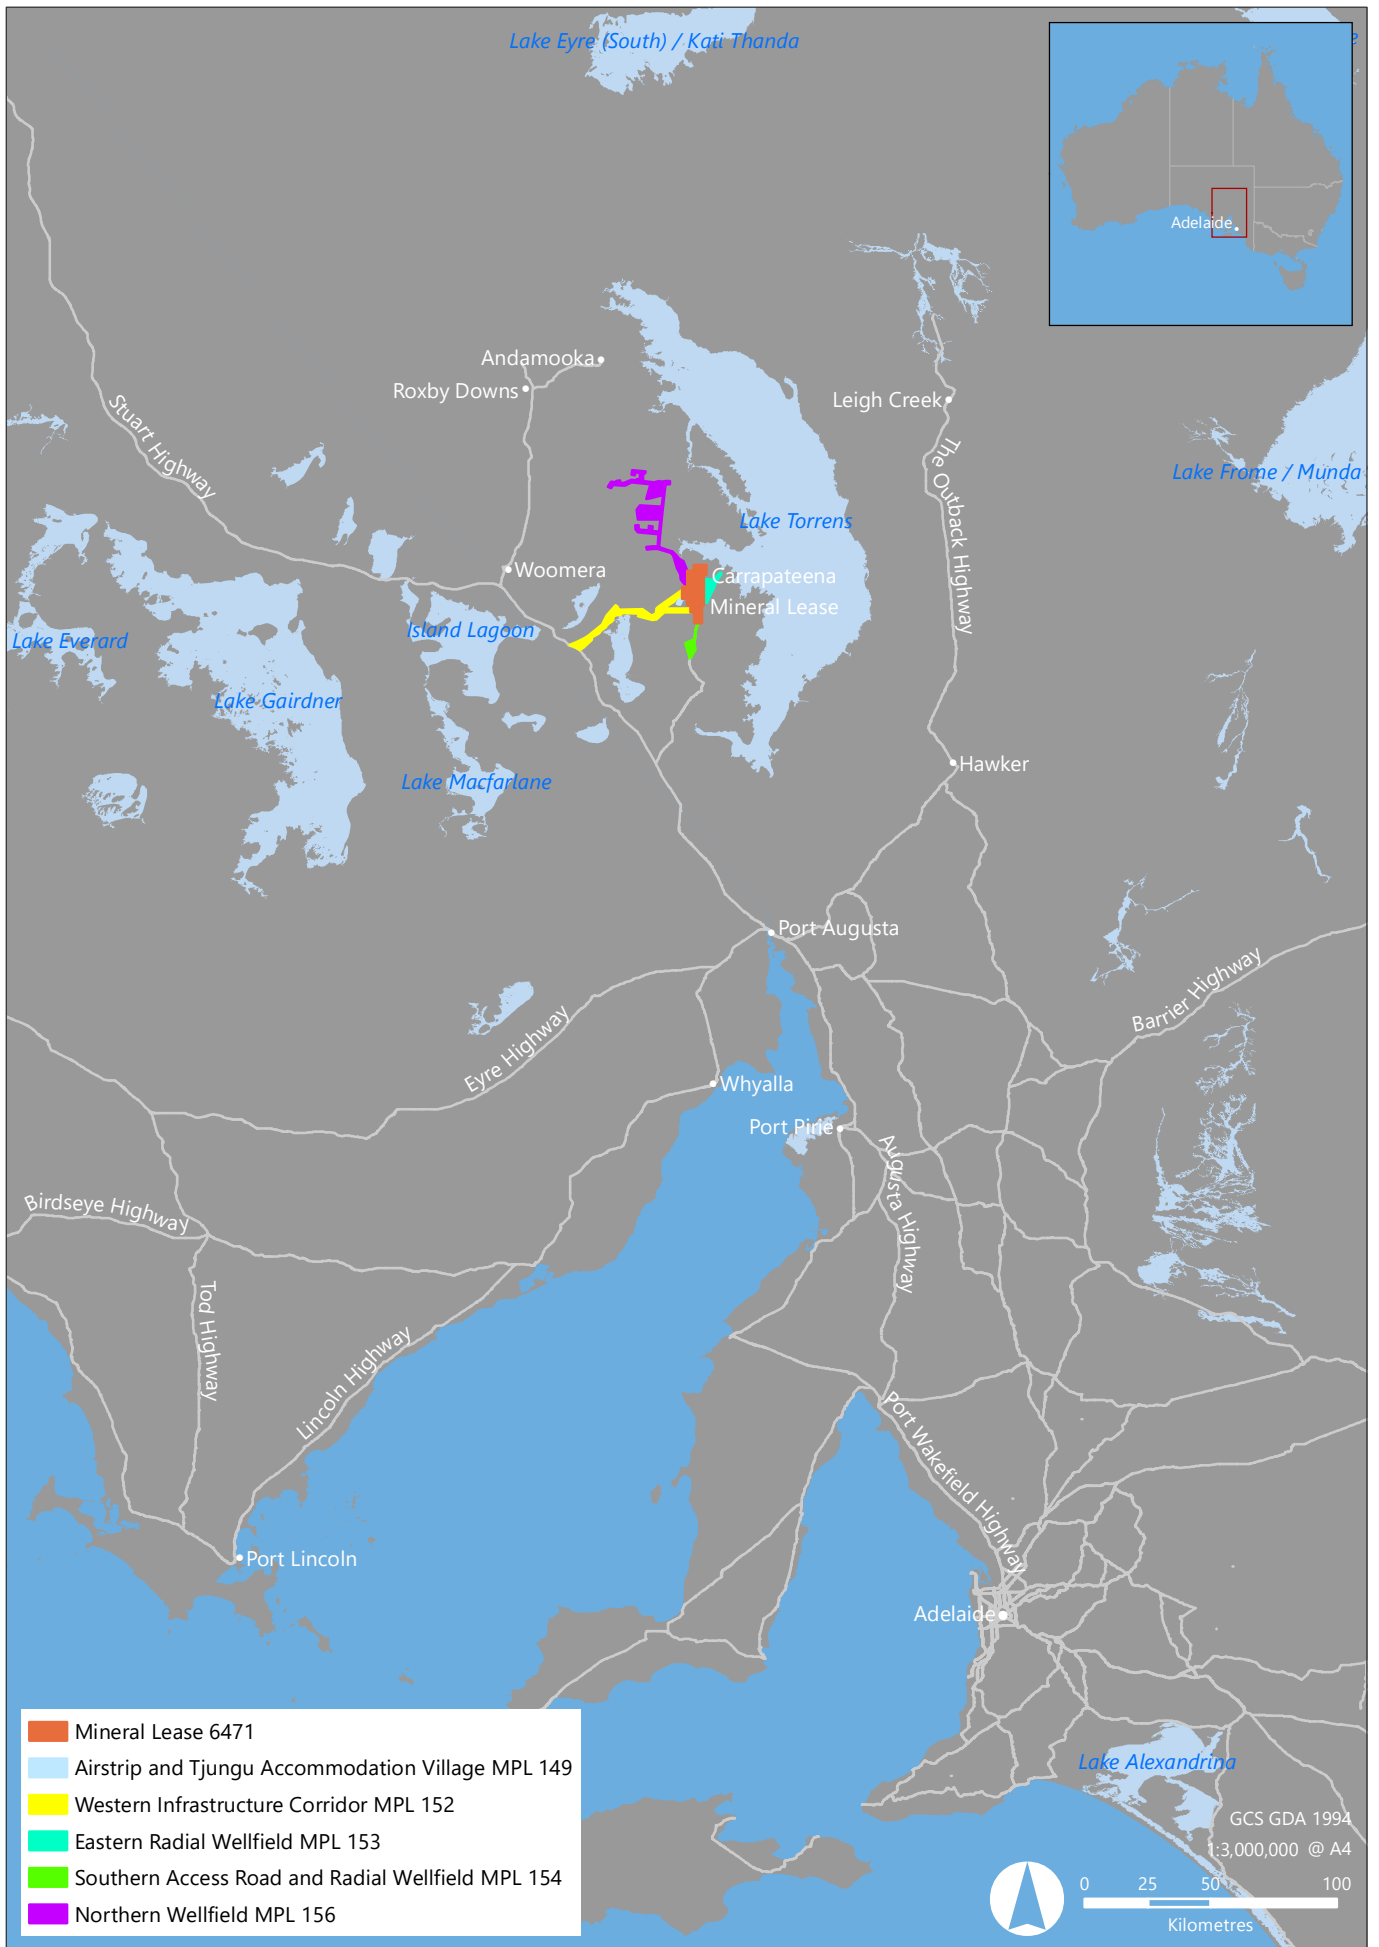 Lake Eyre (South) / Kati Thanda
e
Adelaide
Andamooka
Roxby Downs
Leigh Creek
Stuart Highway
The Outback Highway
Lake Frome / Munda
Lake Torrens
Woomera
Carrapateena
Mineral Lease
Island Lagoon
Lake Everard
Lake Gairdner
Hawker
Lake Macfarlane
Port Augusta
Barrier Highway
Eyre Highway
Whyalla
Port Pirie
Augusta Highway
Birdseye Highway
Tod Highway
Lincoln Highway
Port Wakefield Highway
Port Lincoln
Adelaide
Lake Alexandrina
Mineral Lease 6471
Airstrip and Tjungu Accommodation Village MPL 149
Western Infrastructure Corridor MPL 152
Eastern Radial Wellfield MPL 153
Southern Access Road and Radial Wellfield MPL 154
Northern Wellfield MPL 156
GCS GDA 1994
1:3,000,000 @ A4
0 25 50 100
Kilometres